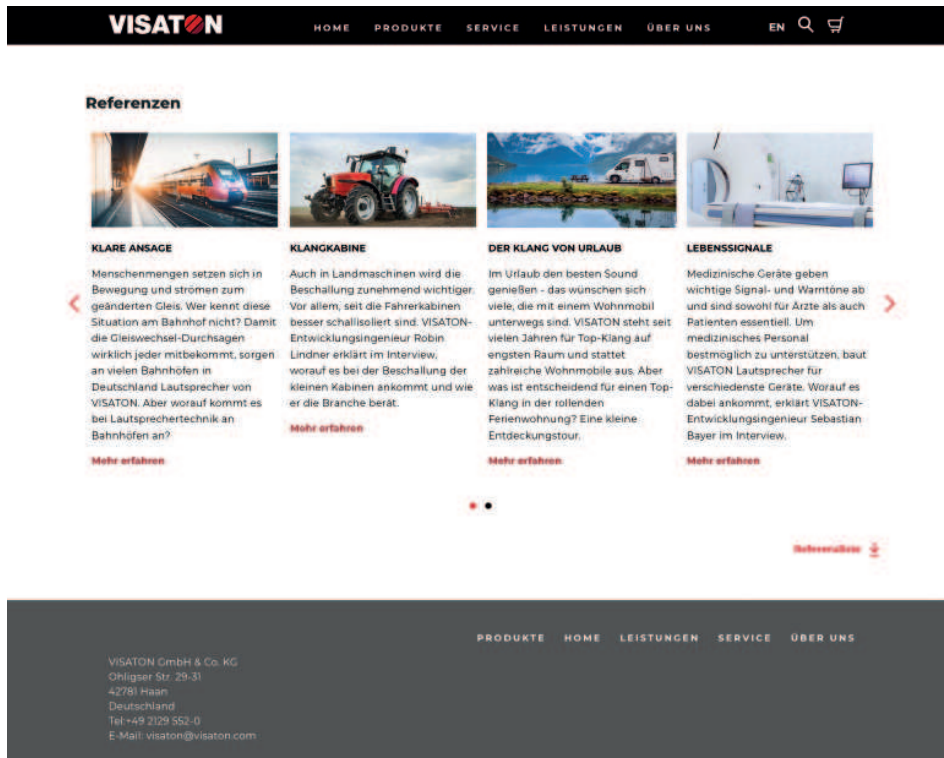 VISATON
HOME PRODUKTE SERVICE LEISTUNGEN ÜBER UNS EN
Referenzen
KLARE ANSAGE
Menschenmengen setzen sich in
Bewegung und strömen zum
geänderten Gleis. Wer kennt diese
Situation am Bahnhof nicht? Damit
die Gleiswechsel-Durchsagen
wirklich jeder mitbekommt, sorgen
an vielen Bahnhöfen in
Deutschland Lautsprecher von
VISATON. Aber worauf kommt es
bei Lautsprechertechnik an
Bahnhöfen an?
Mehr erfahren
KLANGKABINE
Auch in Landmaschinen wird die
Beschallung zunehmend wichtiger.
Vor allem, seit die Fahrerkabinen
besser schallisoliert sind. VISATON-
Entwicklungsingenieur Robin
Lindner erklärt im Interview,
worauf es bei der Beschallung der
kleinen Kabinen ankommt und wie
er die Branche berät.
Mehr erfahren
DER KLANG VON URLAUB
Im Urlaub den besten Sound
genießen - das wünschen sich
viele, die mit einem Wohnmobil
unterwegs sind. VISATON steht seit
vielen Jahren für Top-Klang auf
engsten Raum und stattet
zahlreiche Wohnmobile aus. Aber
was ist entscheidend für einen Top-
Klang in der rollenden
Ferienwohnung? Eine kleine
Entdeckungstour.
Mehr erfahren
LEBENSSIGNALE
Medizinische Geräte geben
wichtige Signal- und Warntöne ab
und sind sowohl für Ärzte als auch
Patienten essentiell. Um
medizinisches Personal
bestmöglich zu unterstützen, baut
VISATON Lautsprecher für
verschiedenste Geräte. Worauf es
dabei ankommt, erklärt VISATON-
Entwicklungsingenieur Sebastian
Bayer im Interview.
Mehr erfahren
Referenzliste
PRODUKTE HOME LEISTUNGEN SERVICE ÜBER UNS
VISATON GmbH & Co. KG
Ohligser Str. 29-31
42781 Haan
Deutschland
Tel:+49 2129 552-0
E-Mail: visaton@visaton.com